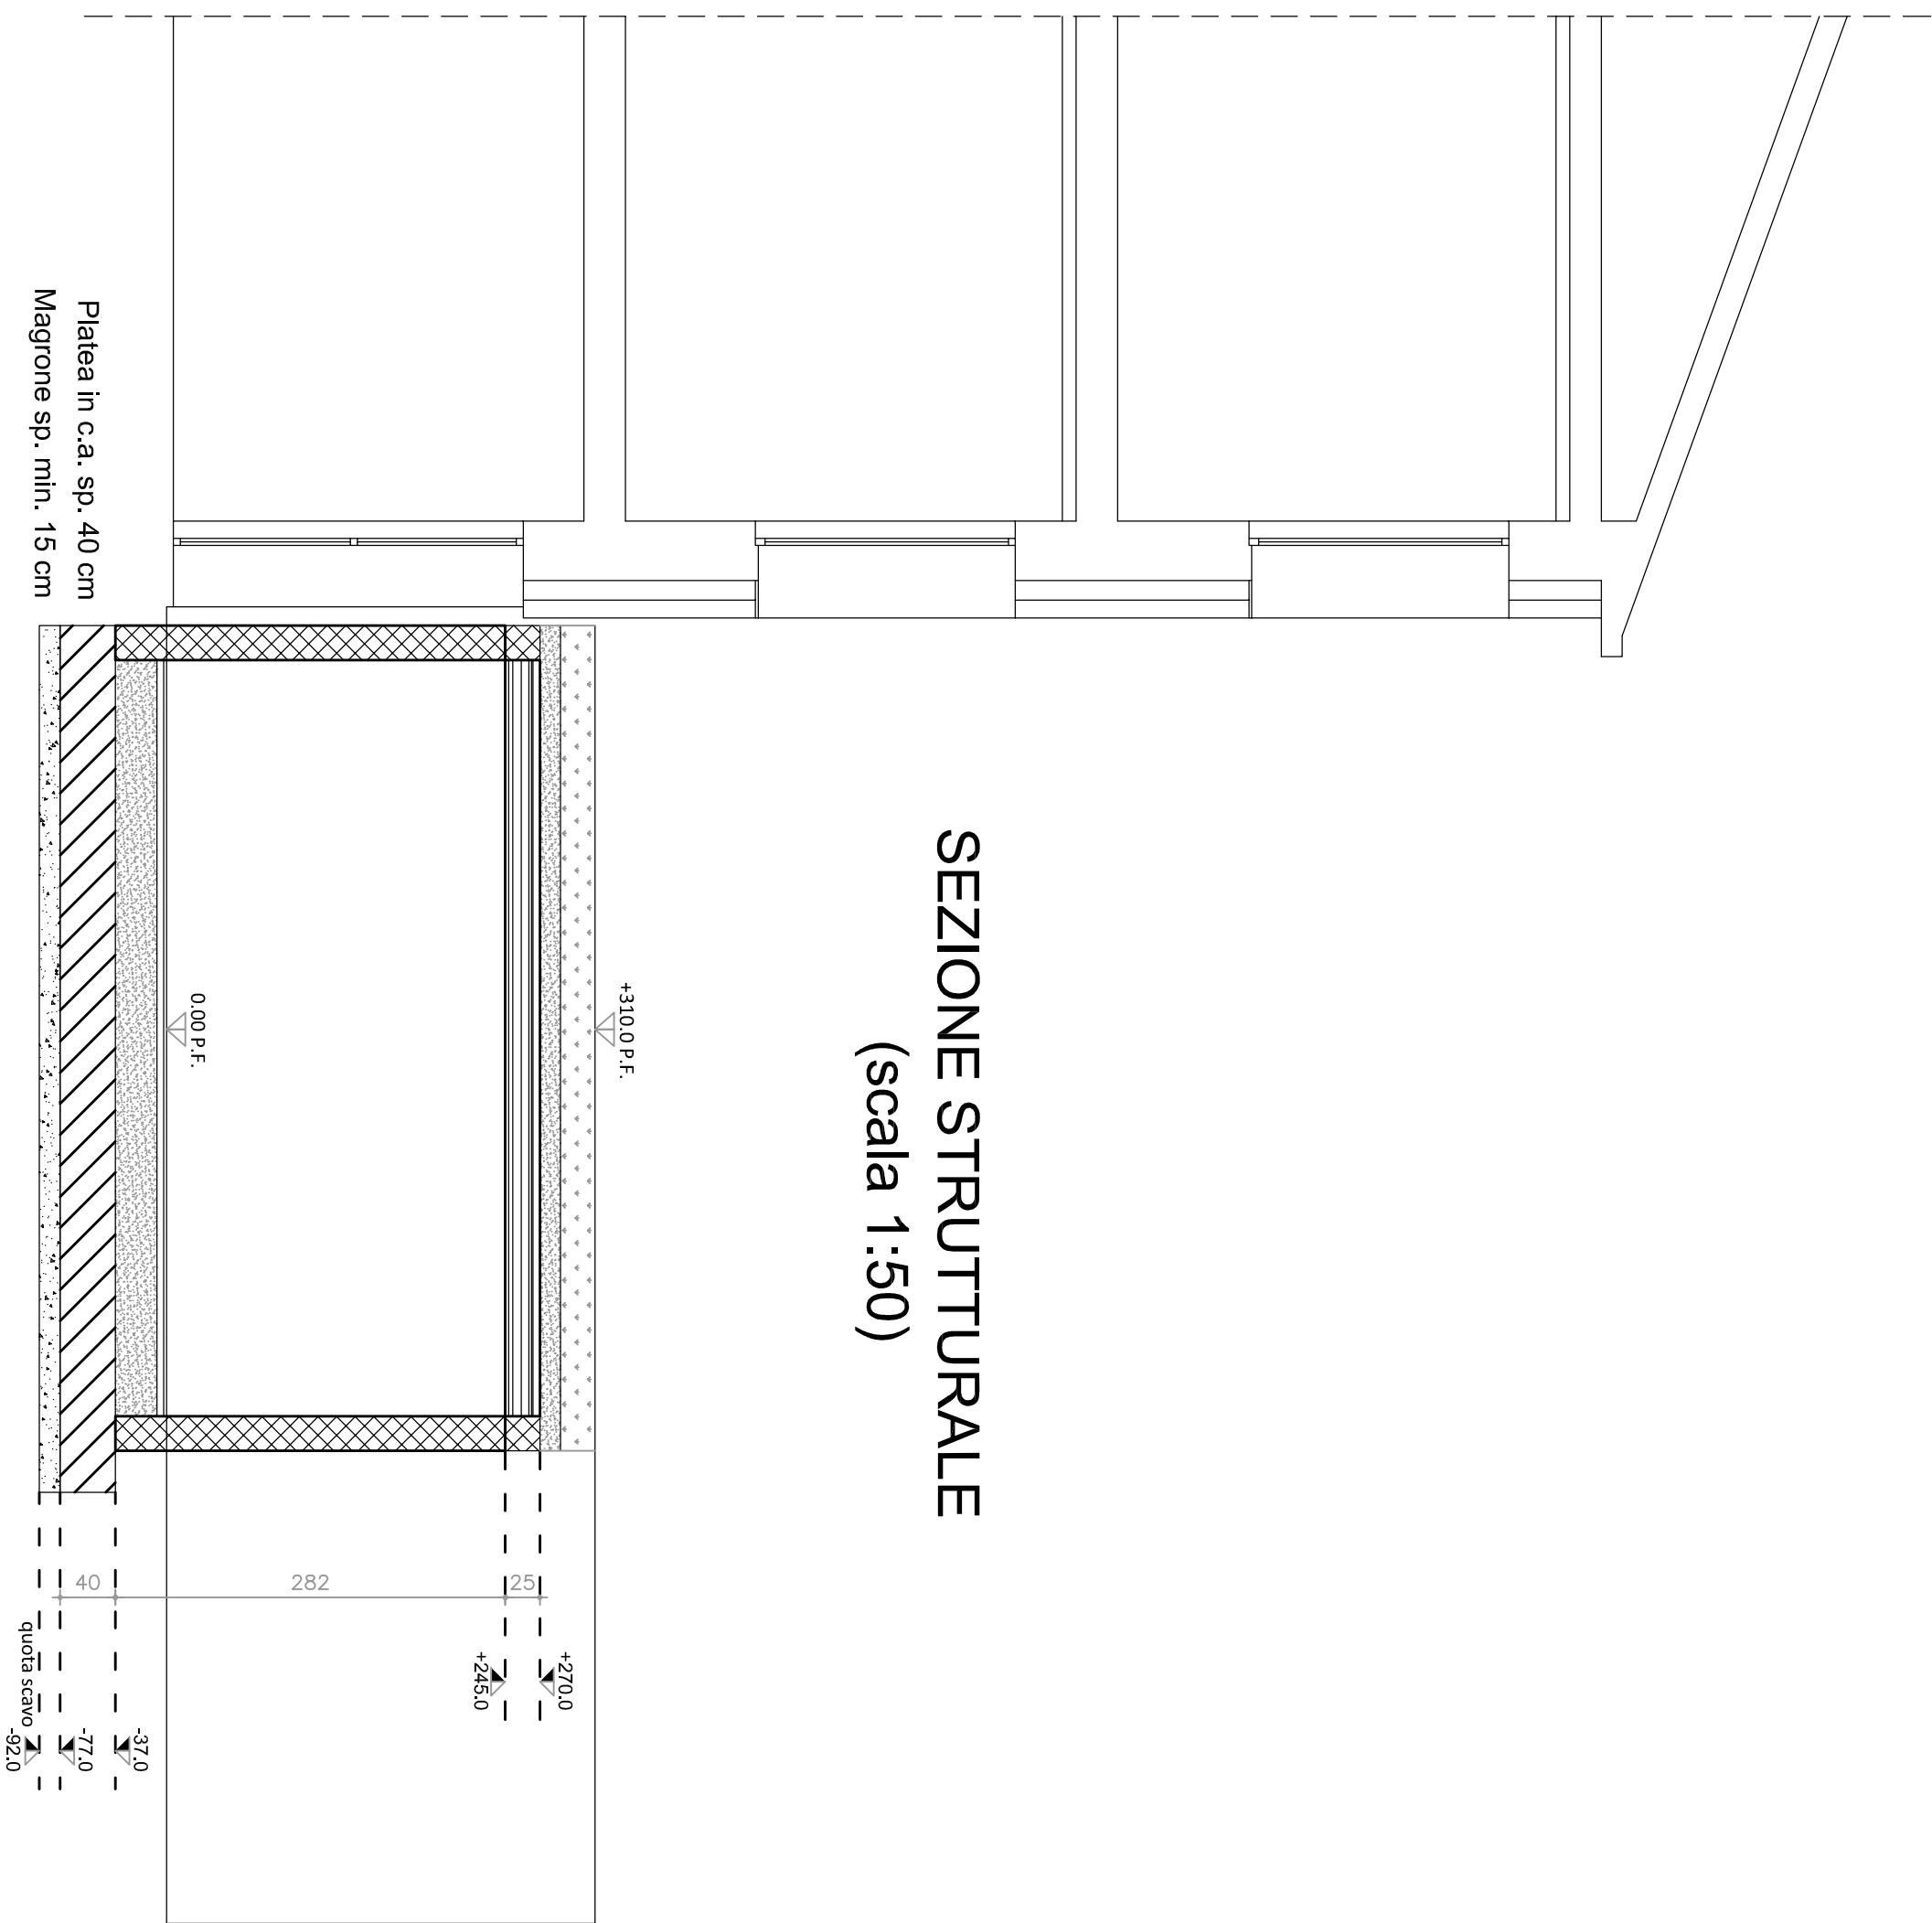 SEZIONE STRUTTURALE
(scala 1:50)
+310.0 P.F.
0.00 P.F.
+270.0
+245.0
25
282
40
-37.0
-77.0
quota scavo
-92.0
Platea in c.a. sp. 40 cm
Magrone sp. min. 15 cm